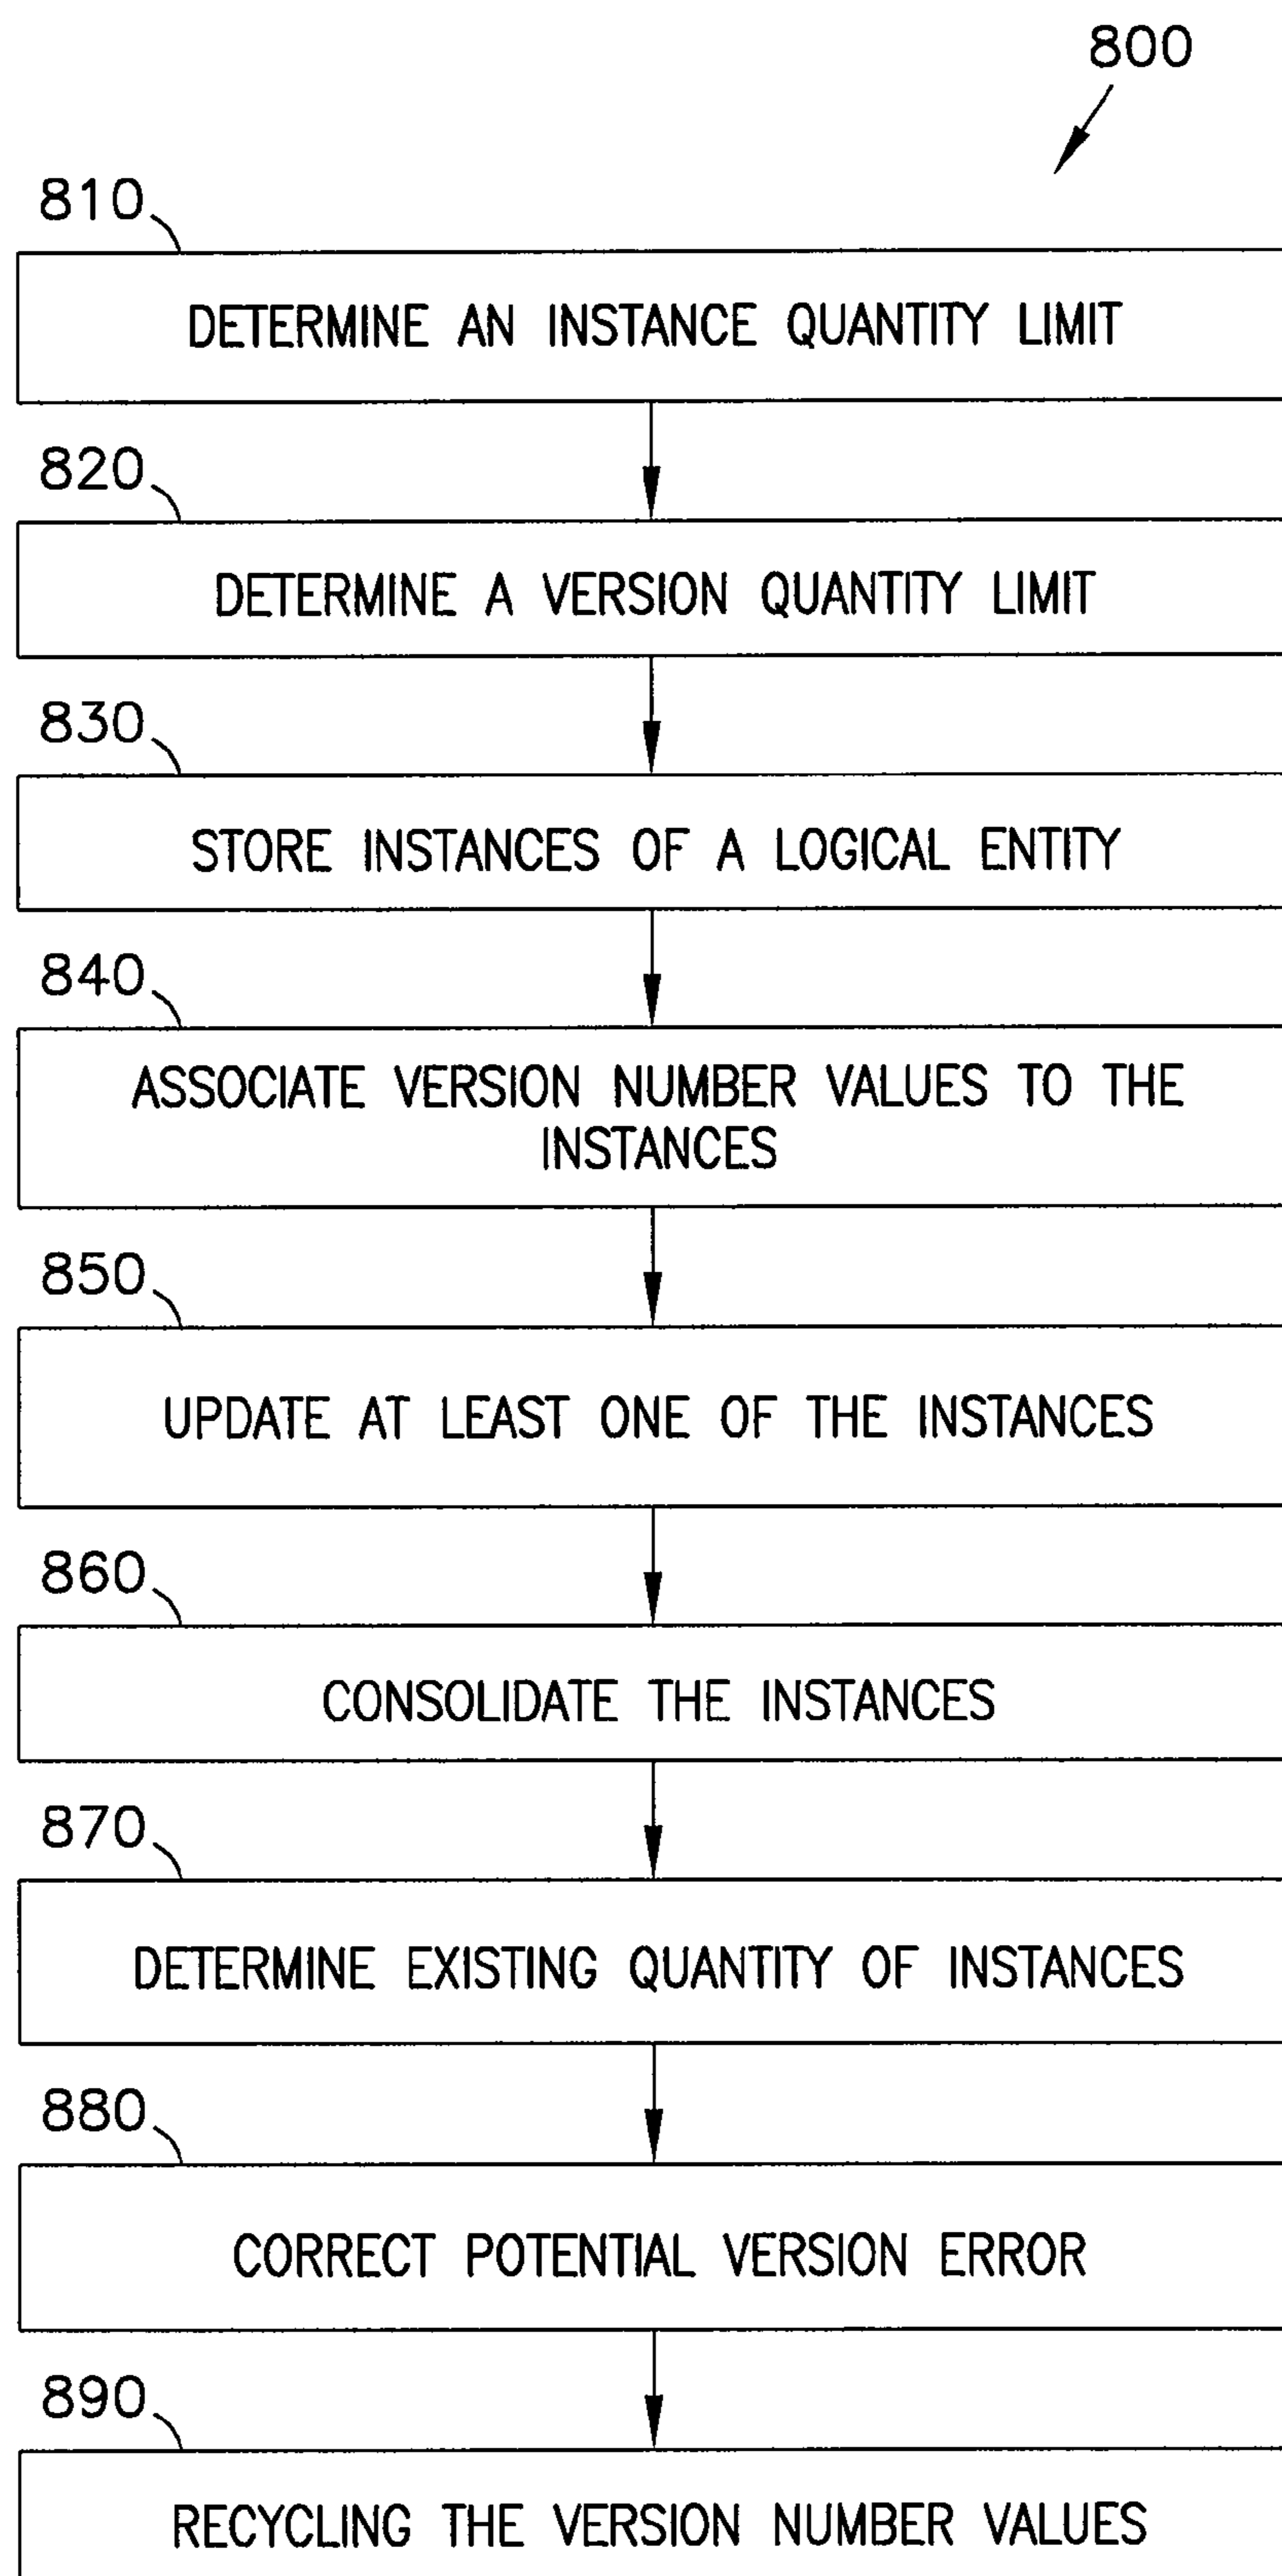 800
810
DETERMINE AN INSTANCE QUANTITY LIMIT
820
DETERMINE A VERSION QUANTITY LIMIT
830
STORE INSTANCES OF A LOGICAL ENTITY
840
ASSOCIATE VERSION NUMBER VALUES TO THE
INSTANCES
850
UPDATE AT LEAST ONE OF THE INSTANCES
860
CONSOLIDATE THE INSTANCES
870
DETERMINE EXISTING QUANTITY OF INSTANCES
880
CORRECT POTENTIAL VERSION ERROR
890
RECYCLING THE VERSION NUMBER VALUES